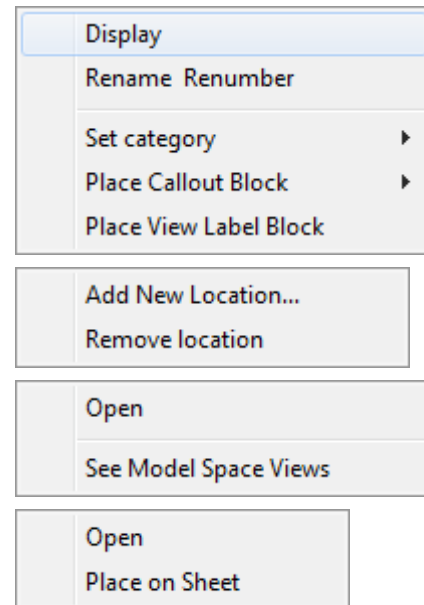 Display
Rename Renumber
Set category
Place Callout Block
Place View Label Block
Add New Location...
Remove location
Open
See Model Space Views
Open
Place on Sheet